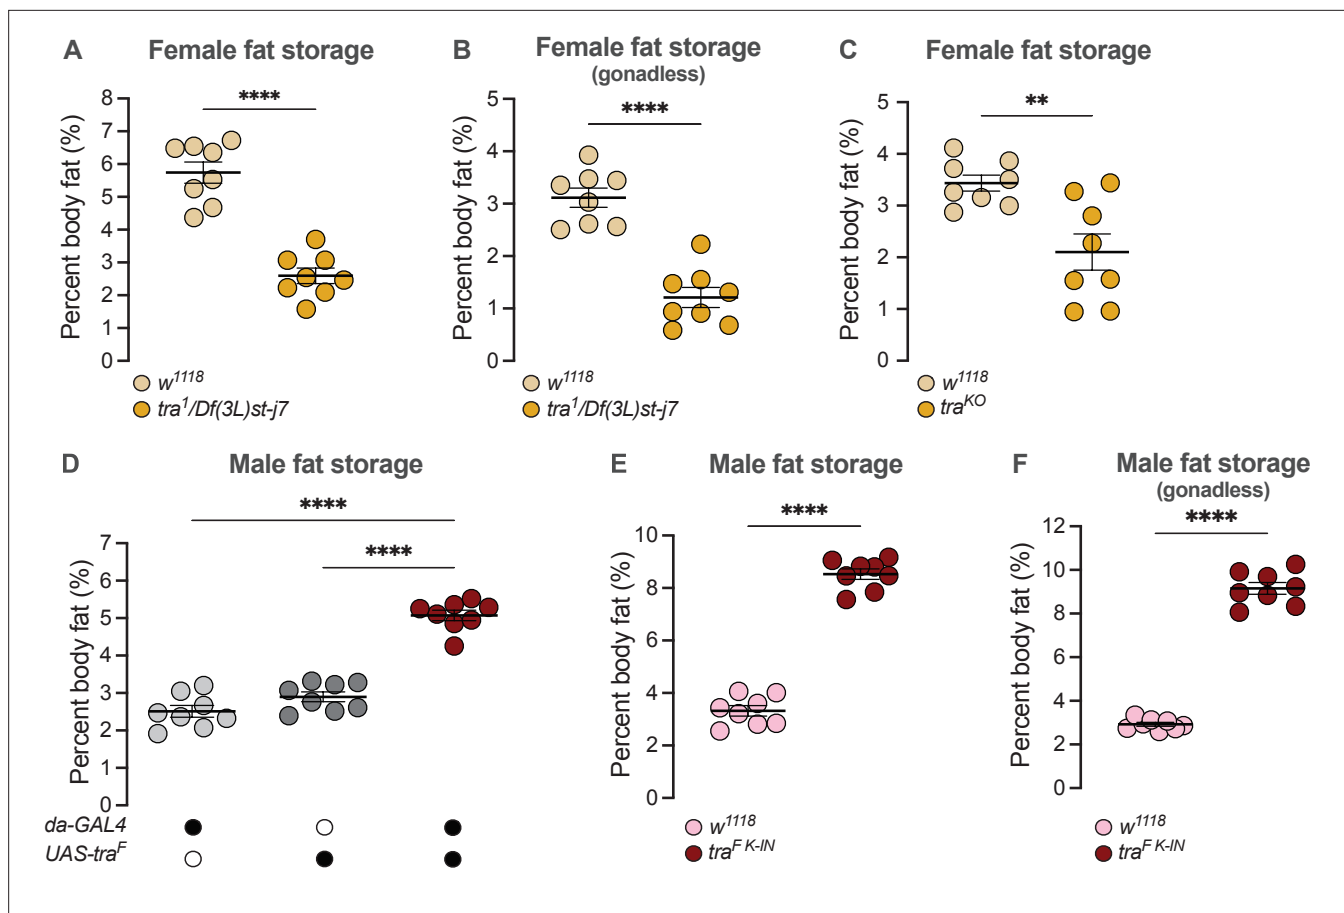 A Female fat storage
Percent body fat (%)
8
7
6
5
4
3
2
1
0
****
w1118
tra1/Df(3L)st-j7
B Female fat storage
(gonadless)
Percent body fat (%)
5
4
3
2
1
0
****
w1118
tra1/Df(3L)st-j7
C Female fat storage
Percent body fat (%)
5
4
3
2
1
0
**
w1118
traKO
D Male fat storage
Percent body fat (%)
7
6
5
4
3
2
1
0
****
****
da-GAL4
UAS-traF
E Male fat storage
Percent body fat (%)
10
8
6
4
2
0
****
w1118
traF K-IN
F Male fat storage
(gonadless)
Percent body fat (%)
12
10
8
6
4
2
0
****
w1118
traF K-IN